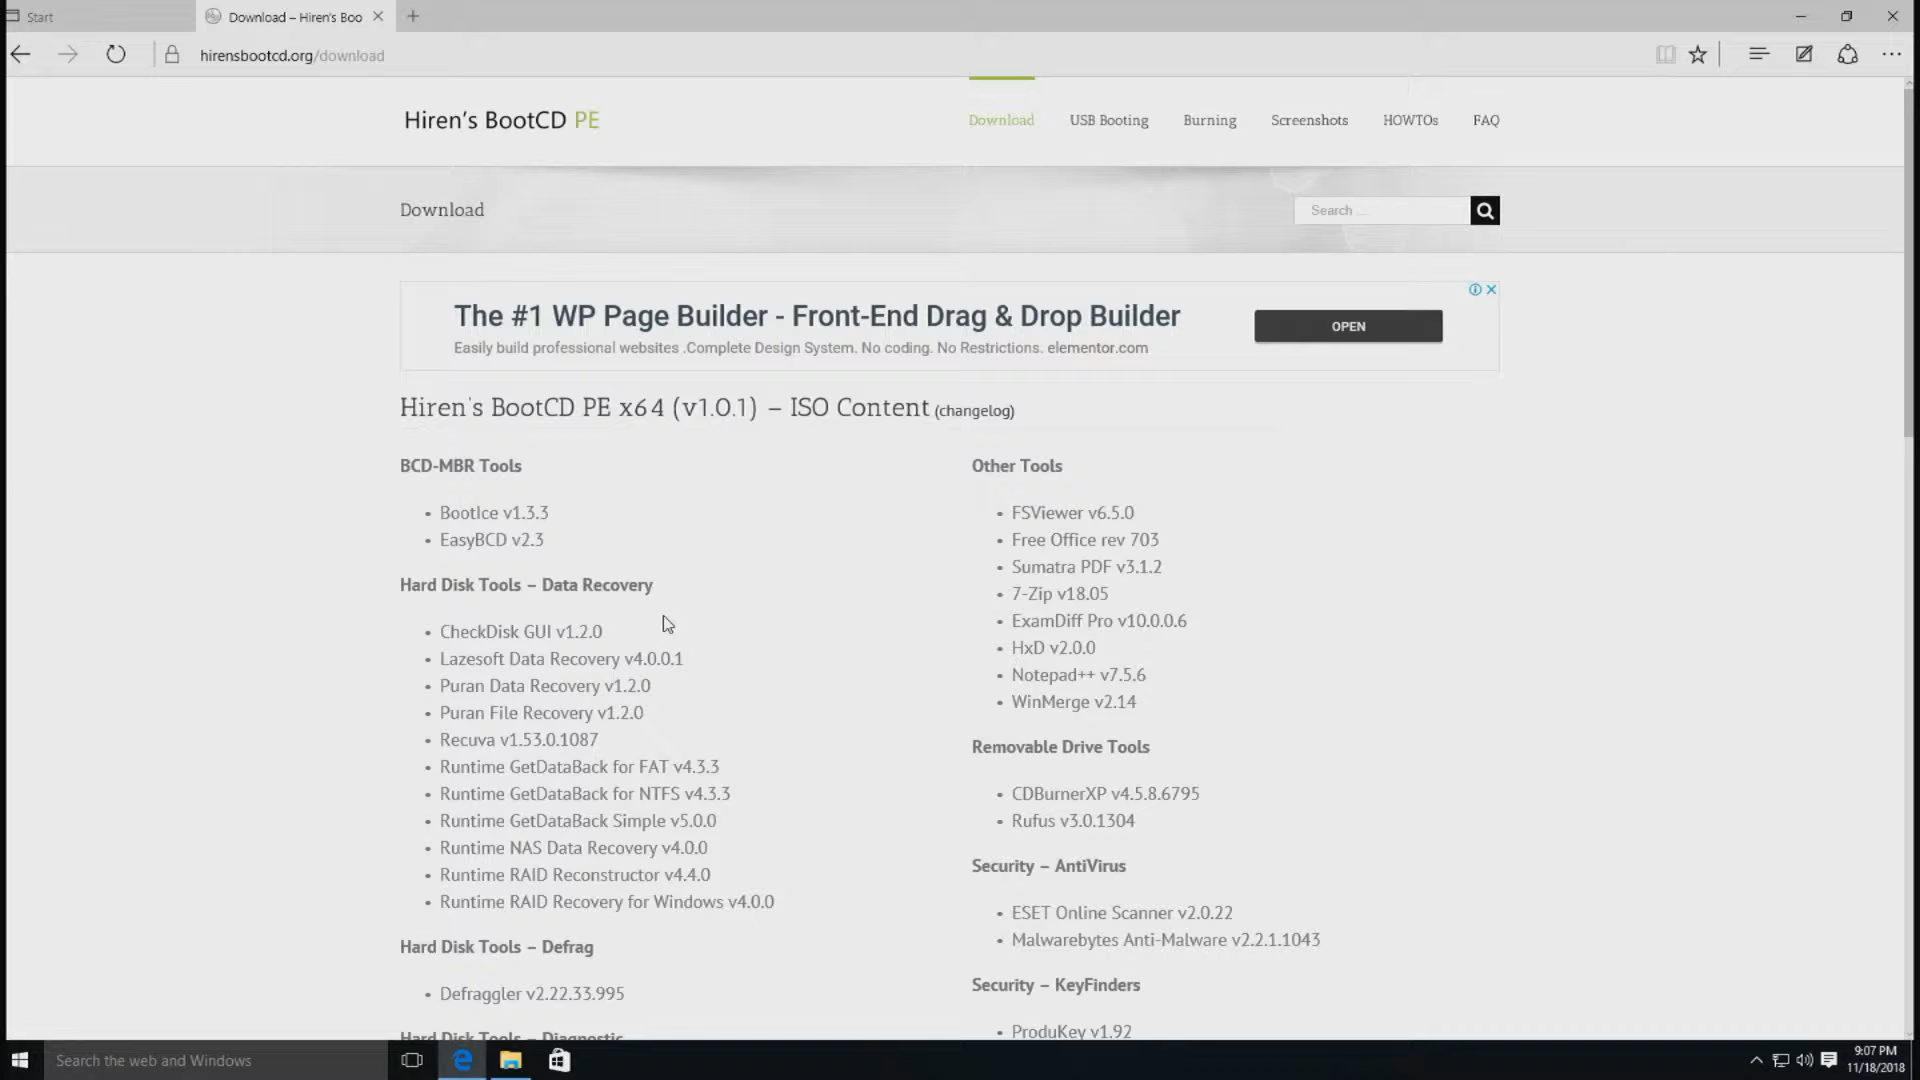 Start
Download – Hiren's Boo
hirensbootcd.org/download
Hiren's BootCD PE
Download
USB Booting
Burning
Screenshots
HOWTOs
FAQ
Download
Search ...
The #1 WP Page Builder - Front-End Drag & Drop Builder
Easily build professional websites .Complete Design System. No coding. No Restrictions. elementor.com
OPEN
Hiren's BootCD PE x64 (v1.0.1) – ISO Content (changelog)
BCD-MBR Tools
• BootIce v1.3.3
• EasyBCD v2.3
Hard Disk Tools – Data Recovery
• CheckDisk GUI v1.2.0
• Lazesoft Data Recovery v4.0.0.1
• Puran Data Recovery v1.2.0
• Puran File Recovery v1.2.0
• Recuva v1.53.0.1087
• Runtime GetDataBack for FAT v4.3.3
• Runtime GetDataBack for NTFS v4.3.3
• Runtime GetDataBack Simple v5.0.0
• Runtime NAS Data Recovery v4.0.0
• Runtime RAID Reconstructor v4.4.0
• Runtime RAID Recovery for Windows v4.0.0
Hard Disk Tools – Defrag
• Defraggler v2.22.33.995
Hard Disk Tools – Diagnostic
Other Tools
• FSViewer v6.5.0
• Free Office rev 703
• Sumatra PDF v3.1.2
• 7-Zip v18.05
• ExamDiff Pro v10.0.0.6
• HxD v2.0.0
• Notepad++ v7.5.6
• WinMerge v2.14
Removable Drive Tools
• CDBurnerXP v4.5.8.6795
• Rufus v3.0.1304
Security – AntiVirus
• ESET Online Scanner v2.0.22
• Malwarebytes Anti-Malware v2.2.1.1043
Security – KeyFinders
• ProduKey v1.92
Search the web and Windows
9:07 PM
11/18/2018